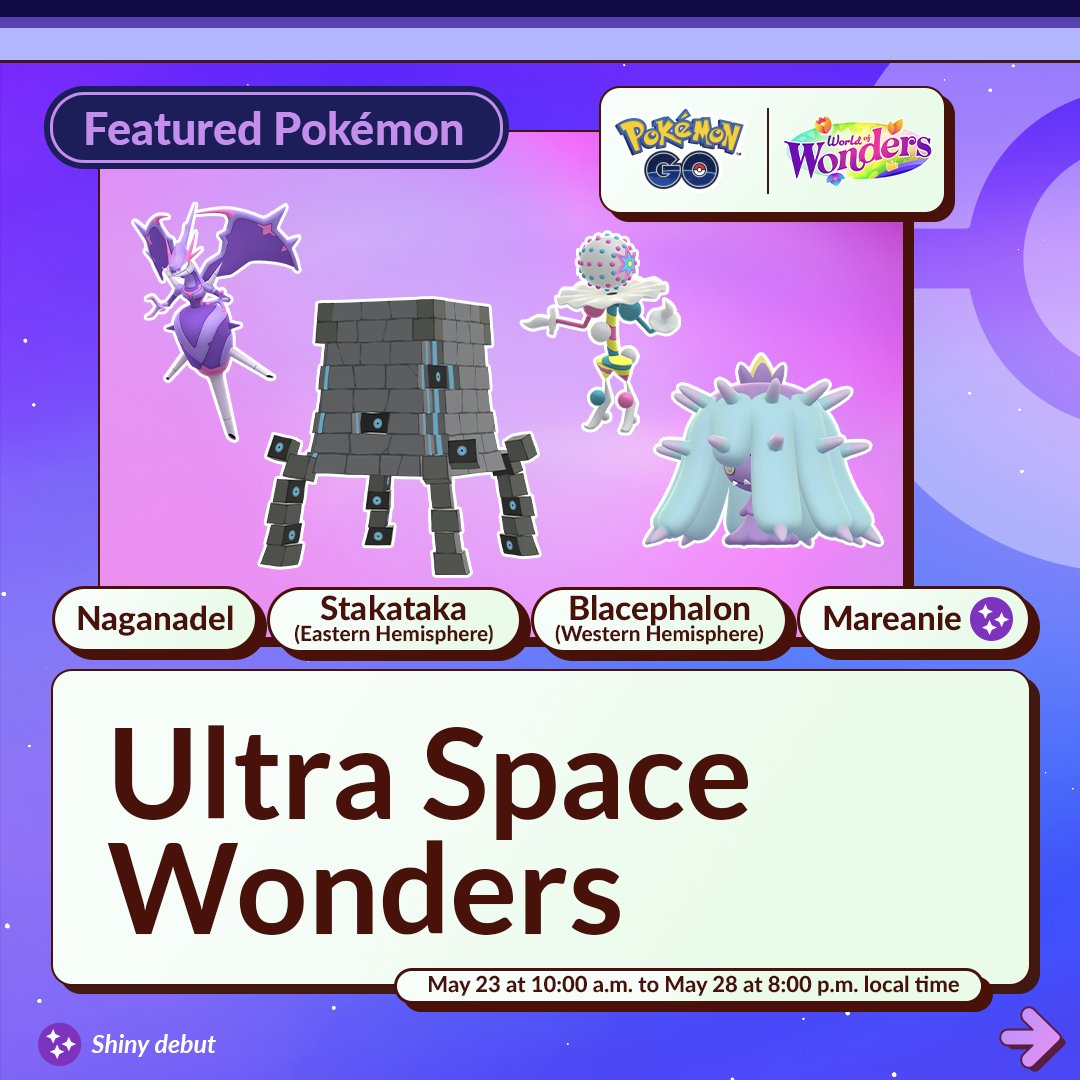 Featured Pokémon
POKÉMON
GO
World of
Wonders
Naganadel
Stakataka
(Eastern Hemisphere)
Blacephalon
(Western Hemisphere)
Mareanie
Ultra Space
Wonders
May 23 at 10:00 a.m. to May 28 at 8:00 p.m. local time
Shiny debut